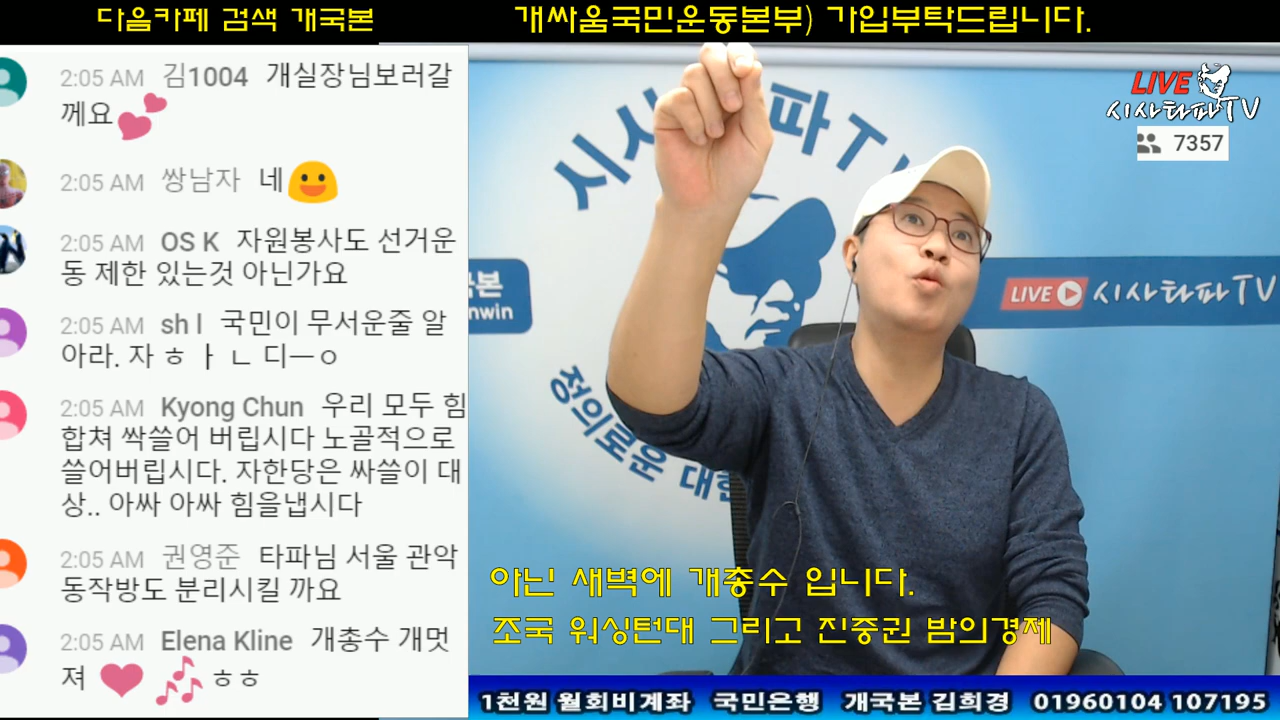 다음카페 검색 개국본
개싸움국민운동본부) 가입부탁드립니다.
2:05 AM 김1004 개실장님보러갈
께요💕
2:05 AM 쌍남자 네😃
2:05 AM OS K 자원봉사도 선거운
동 제한 있는것 아닌가요
2:05 AM sh l 국민이 무서운줄 알
아라. 자 ㅎ ㅏ ㄴ 디ㅡㅇ
2:05 AM Kyong Chun 우리 모두 힘
합쳐 싹쓸어 버립시다 노골적으로
쓸어버립시다. 자한당은 싸쓸이 대
상.. 아싸 아싸 힘을냅시다
2:05 AM 권영준 타파님 서울 관악
동작방도 분리시킬 까요
2:05 AM Elena Kline 개총수 개멋
져 ❤️ 🎶 ㅎㅎ
LIVE
시사타파TV
7357
시사 파TV
국본
nwin
LIVE 시사타파TV
정의로운 대한
아닌 새벽에 개총수 입니다.
조국 워싱턴대 그리고 진중권 밤의경제
1천원 월회비계좌 국민은행 개국본 김희경 01960104 107195